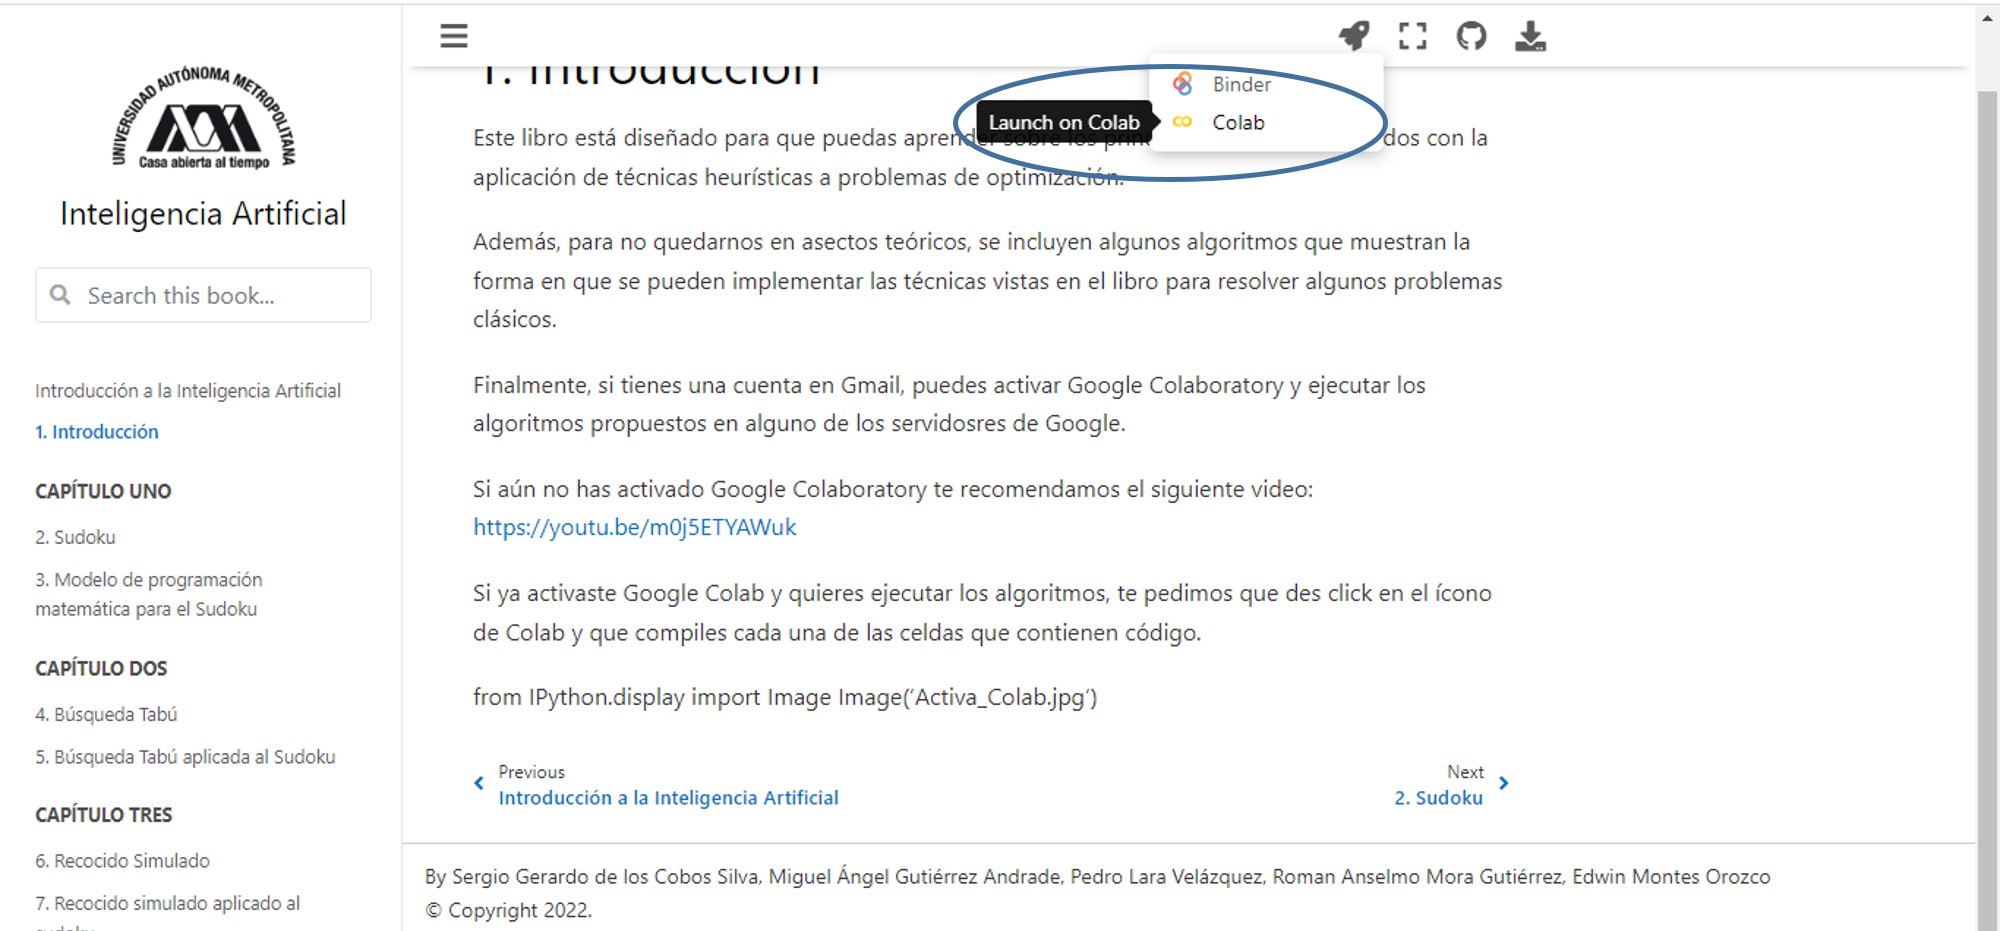 UNIVERSIDAD AUTÓNOMA METROPOLITANA
Casa abierta al tiempo
Inteligencia Artificial
Search this book...
Introducción a la Inteligencia Artificial
1. Introducción
CAPÍTULO UNO
2. Sudoku
3. Modelo de programación
matemática para el Sudoku
CAPÍTULO DOS
4. Búsqueda Tabú
5. Búsqueda Tabú aplicada al Sudoku
CAPÍTULO TRES
6. Recocido Simulado
7. Recocido simulado aplicado al
sudoku
1. Introducción
Binder
Launch on Colab
Colab
Este libro está diseñado para que puedas aprender sobre los dos con la
aplicación de técnicas heurísticas a problemas de optimización.
Además, para no quedarnos en asectos teóricos, se incluyen algunos algoritmos que muestran la
forma en que se pueden implementar las técnicas vistas en el libro para resolver algunos problemas
clásicos.
Finalmente, si tienes una cuenta en Gmail, puedes activar Google Colaboratory y ejecutar los
algoritmos propuestos en alguno de los servidosres de Google.
Si aún no has activado Google Colaboratory te recomendamos el siguiente video:
https://youtu.be/m0j5ETYAWuk
Si ya activaste Google Colab y quieres ejecutar los algoritmos, te pedimos que des click en el ícono
de Colab y que compiles cada una de las celdas que contienen código.
from IPython.display import Image Image(‘Activa_Colab.jpg’)
Previous
Introducción a la Inteligencia Artificial
Next
2. Sudoku
By Sergio Gerardo de los Cobos Silva, Miguel Ángel Gutiérrez Andrade, Pedro Lara Velázquez, Roman Anselmo Mora Gutiérrez, Edwin Montes Orozco
© Copyright 2022.